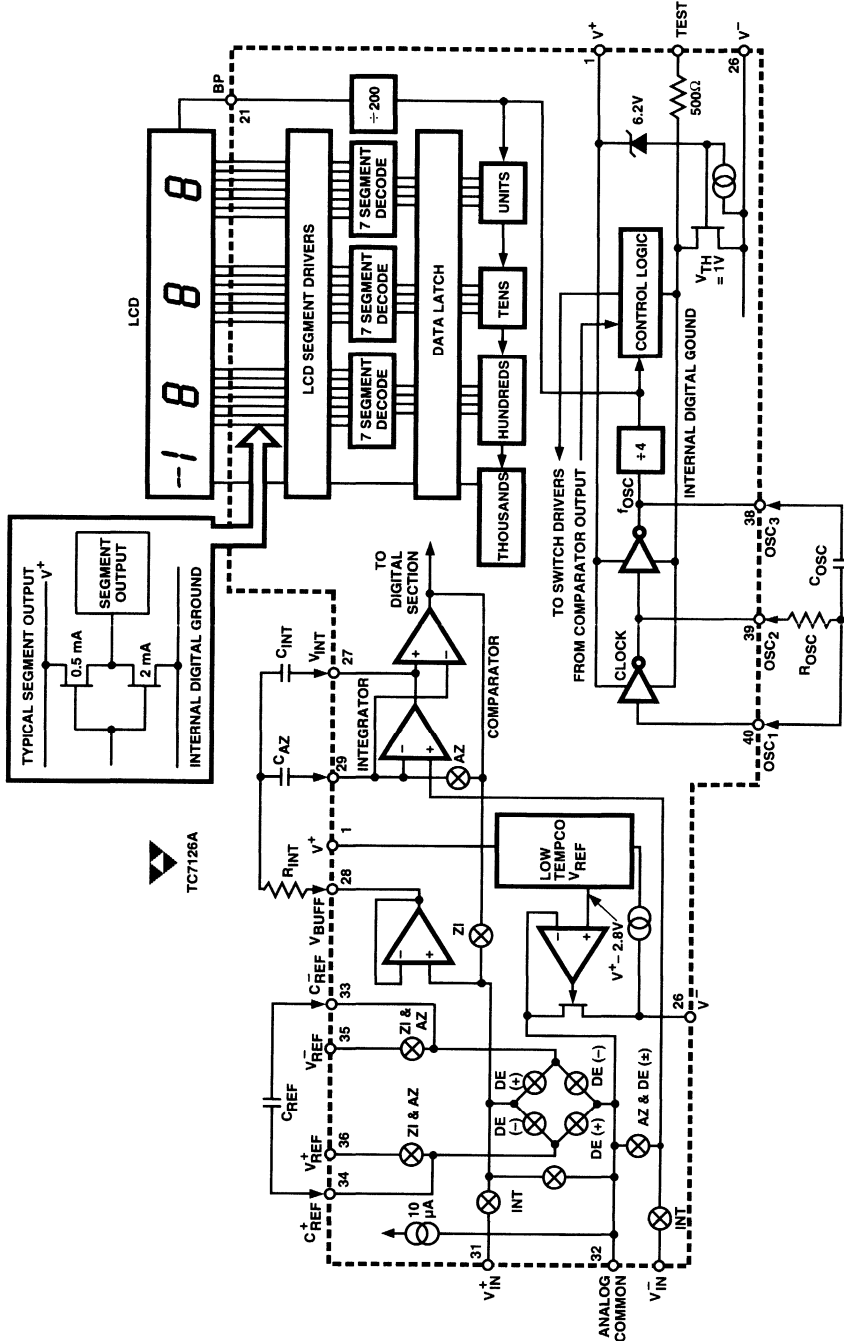 TYPICAL SEGMENT OUTPUT
V+
0.5 mA
SEGMENT
OUTPUT
2 mA
INTERNAL DIGITAL GROUND
LCD
-1 8 8 8
BP
21
LCD SEGMENT DRIVERS
7 SEGMENT
DECODE
7 SEGMENT
DECODE
7 SEGMENT
DECODE
÷200
DATA LATCH
THOUSANDS
HUNDREDS
TENS
UNITS
TC7126A
CREF
RINT
CAZ
CINT
C+REF
34
V+REF
36
V-REF
35
C-REF
33
VBUFF
28
V+
1
29
VINT
27
10
µA
ZI & AZ
ZI &
AZ
INTEGRATOR
TO
DIGITAL
SECTION
-
+
-
+
+
-
AZ
COMPARATOR
ZI
V+IN
31
INT
DE
(-)
DE
(+)
DE (+)
DE (-)
ANALOG
COMMON
32
AZ & DE (±)
V-IN
INT
-
+
LOW
TEMPCO
VREF
V+ - 2.8V
26
V-
TO SWITCH DRIVERS
FROM COMPARATOR OUTPUT
CLOCK
fOSC
÷4
CONTROL LOGIC
INTERNAL DIGITAL GOUND
VTH
= 1V
6.2V
500Ω
1
V+
TEST
26
V-
40
OSC1
39
OSC2
38
OSC3
ROSC
COSC